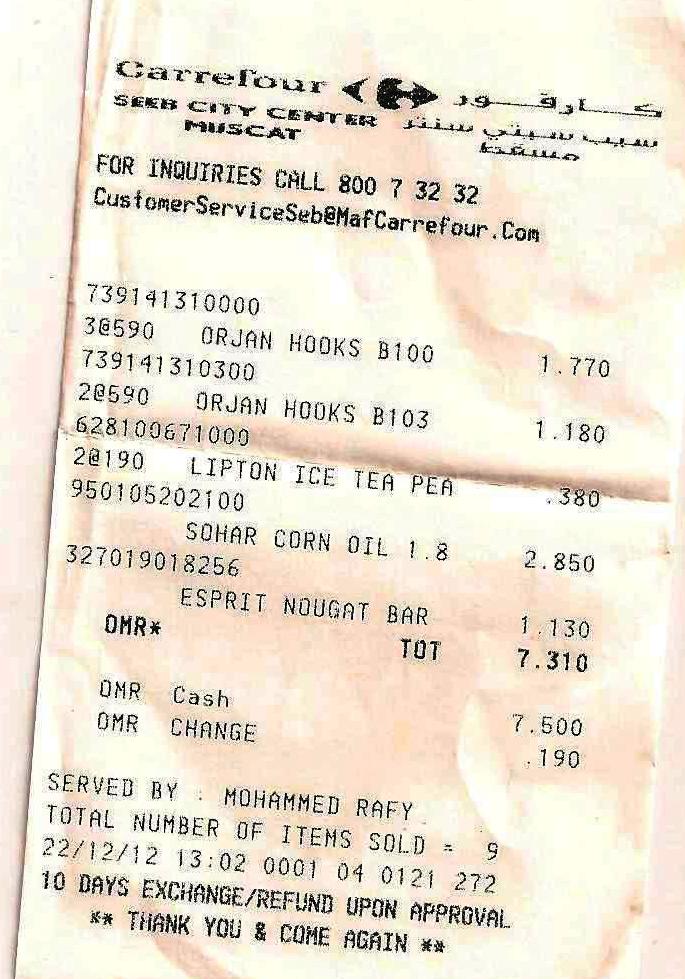 Carrefour كارفور
SEEB CITY CENTER سيب سيتي سنتر
MUSCAT مسقط
FOR INQUIRIES CALL 800 7 32 32
CustomerServiceSeb@MafCarrefour.Com
739141310000
3@590 ORJAN HOOKS B100 1.770
739141310300
2@590 ORJAN HOOKS B103 1.180
628100671000
2@190 LIPTON ICE TEA PEA .380
950105202100
SOHAR CORN OIL 1.8 2.850
327019018256
ESPRIT NOUGAT BAR 1.130
OMR* TOT 7.310
OMR Cash 7.500
OMR CHANGE .190
SERVED BY : MOHAMMED RAFY
TOTAL NUMBER OF ITEMS SOLD = 9
22/12/12 13:02 0001 04 0121 272
10 DAYS EXCHANGE/REFUND UPON APPROVAL
** THANK YOU & COME AGAIN **